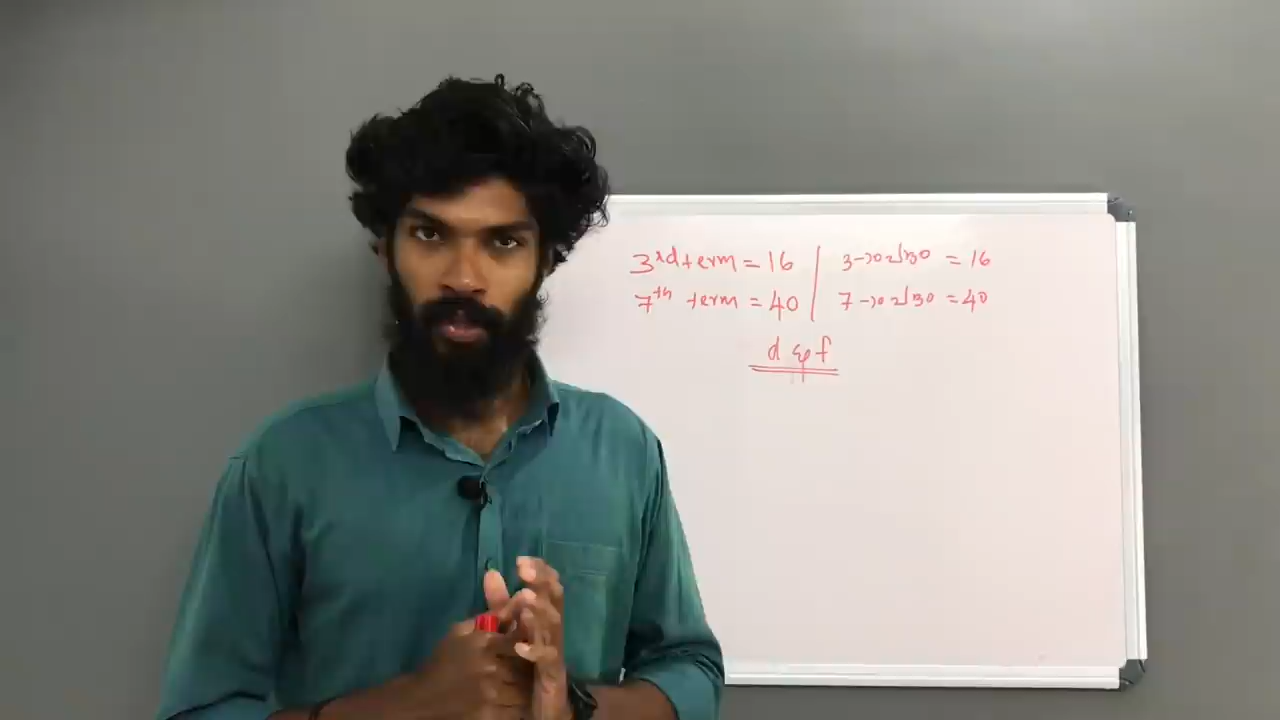 3rd term = 16 | 3-ാം പദം = 16
7th term = 40 | 7-ാം പദം = 40
d & f